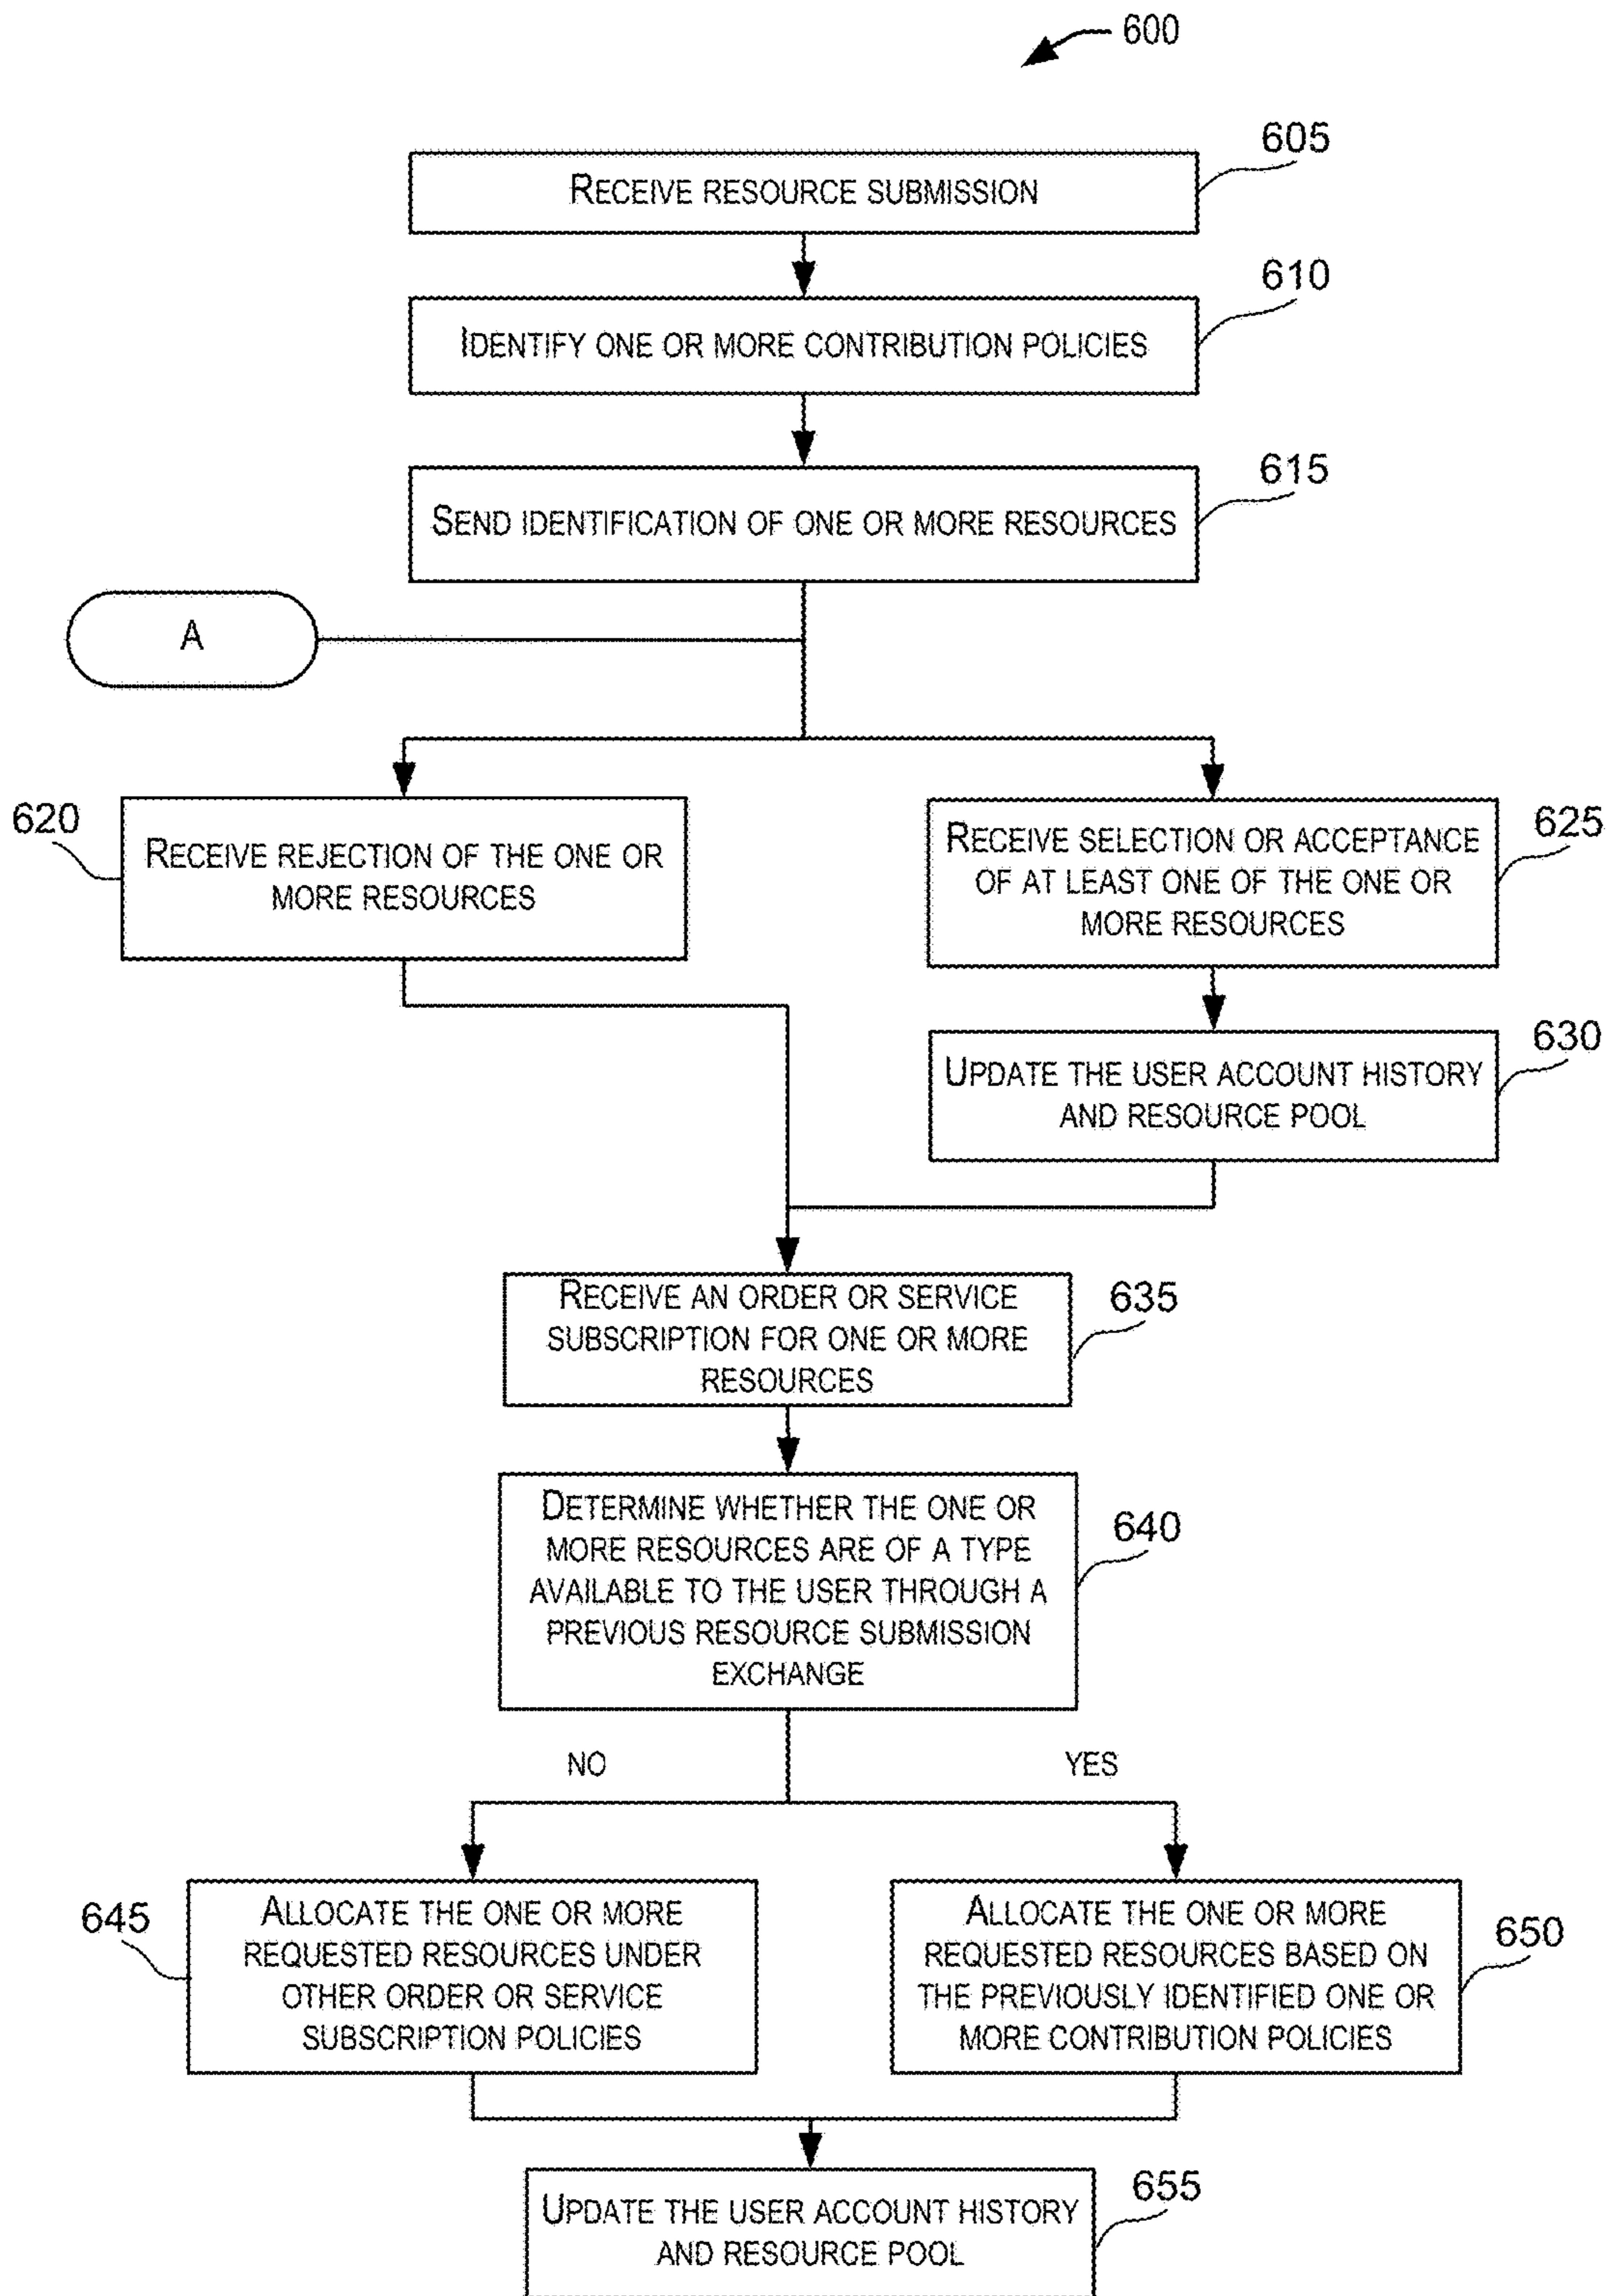 600
605
RECEIVE RESOURCE SUBMISSION
610
IDENTIFY ONE OR MORE CONTRIBUTION POLICIES
615
SEND IDENTIFICATION OF ONE OR MORE RESOURCES
A
620
RECEIVE REJECTION OF THE ONE OR
MORE RESOURCES
625
RECEIVE SELECTION OR ACCEPTANCE
OF AT LEAST ONE OF THE ONE OR
MORE RESOURCES
630
UPDATE THE USER ACCOUNT HISTORY
AND RESOURCE POOL
635
RECEIVE AN ORDER OR SERVICE
SUBSCRIPTION FOR ONE OR MORE
RESOURCES
640
DETERMINE WHETHER THE ONE OR
MORE RESOURCES ARE OF A TYPE
AVAILABLE TO THE USER THROUGH A
PREVIOUS RESOURCE SUBMISSION
EXCHANGE
NO
YES
645
ALLOCATE THE ONE OR MORE
REQUESTED RESOURCES UNDER
OTHER ORDER OR SERVICE
SUBSCRIPTION POLICIES
650
ALLOCATE THE ONE OR MORE
REQUESTED RESOURCES BASED ON
THE PREVIOUSLY IDENTIFIED ONE OR
MORE CONTRIBUTION POLICIES
655
UPDATE THE USER ACCOUNT HISTORY
AND RESOURCE POOL